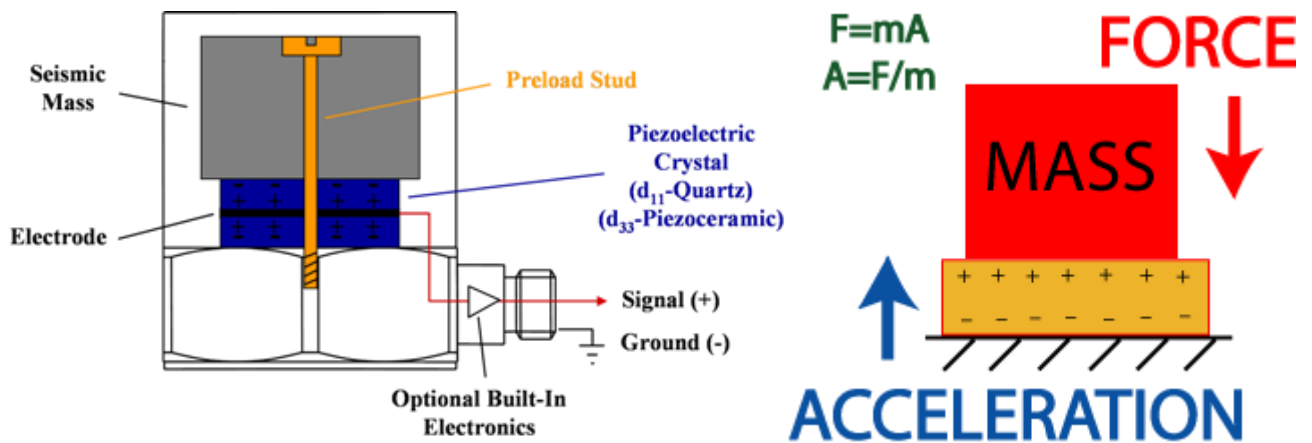 Seismic
Mass
Electrode
Preload Stud
Piezoelectric
Crystal
(d₁₁-Quartz)
(d₃₃-Piezoceramic)
Signal (+)
Ground (-)
Optional Built-In
Electronics
F=mA
A=F/m
FORCE
MASS
+ + + + + + +
− − − − − − −
ACCELERATION